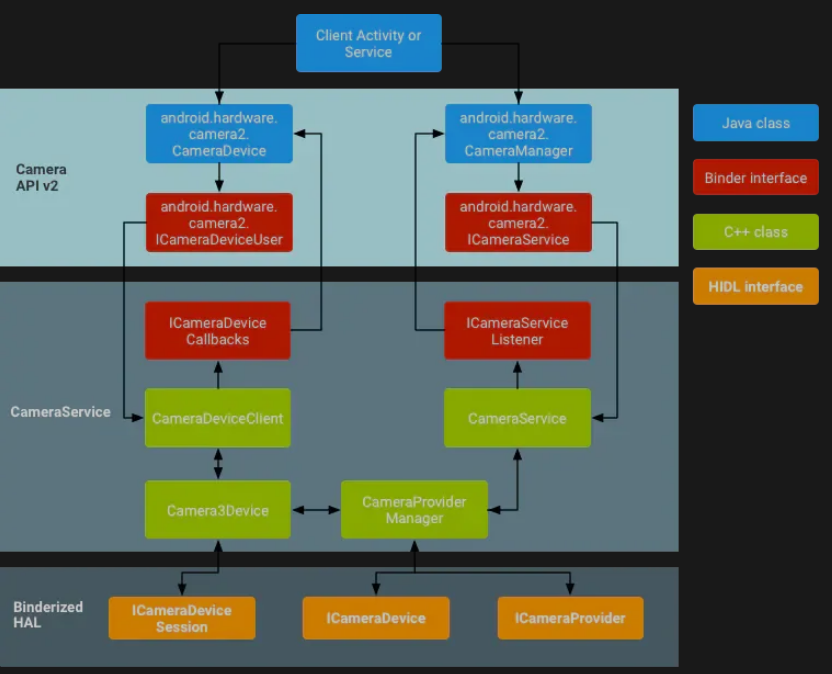 Client Activity or
Service
android.hardware.
camera2.
CameraDevice
android.hardware.
camera2.
CameraManager
Java class
Camera
API v2
Binder interface
android.hardware.
camera2.
ICameraDeviceUser
android.hardware.
camera2.
ICameraService
C++ class
HIDL interface
ICameraDevice
Callbacks
ICameraService
Listener
CameraService
CameraDeviceClient
CameraService
Camera3Device
CameraProvider
Manager
Binderized
HAL
ICameraDevice
Session
ICameraDevice
ICameraProvider